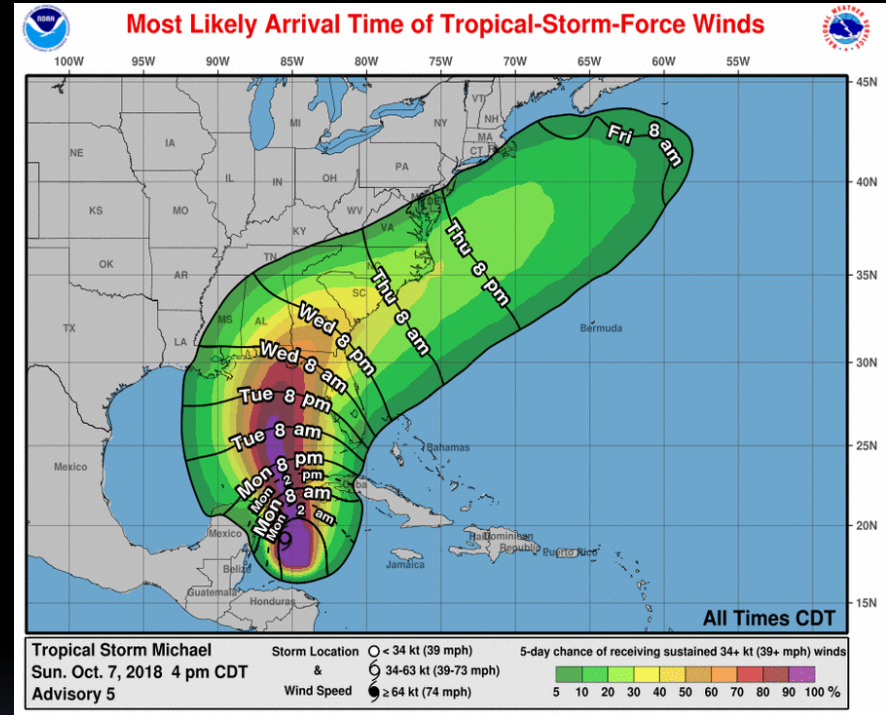 Most Likely Arrival Time of Tropical-Storm-Force Winds
NOAA
100W 95W 90W 85W 80W 75W 70W 65W 60W 55W
45N
40N
35N
30N
25N
20N
15N
VT
NH
MI
NY
MA
CT
NE
IA
PA
IL
IN
OH
DE
KS
MO
WV
VA
KY
TN
NC
OK
AR
SC
MS
AL
TX
LA
Mexico
Bermuda
Bahamas
Cuba
Mexico
Belize
Guatemala
Honduras
Jamaica
Haiti
Dominican
Republic
Puerto Rico
Fri 8 am
Thu 8 pm
Thu 8 am
Wed 8 pm
Wed 8 am
Tue 8 pm
Tue 8 am
Mon 8 pm
Mon 2 pm
Mon 8 am
Mon 2 am
All Times CDT
Tropical Storm Michael
Sun. Oct. 7, 2018 4 pm CDT
Advisory 5
Storm Location
&
Wind Speed
< 34 kt (39 mph)
34-63 kt (39-73 mph)
≥ 64 kt (74 mph)
5-day chance of receiving sustained 34+ kt (39+ mph) winds
5 10 20 30 40 50 60 70 80 90 100 %